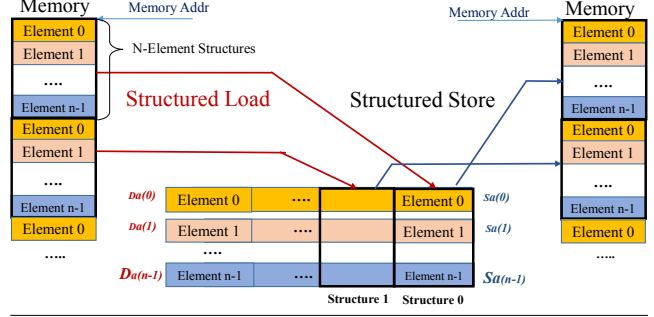 Memory
Memory Addr
Element 0
Element 1
....
Element n-1
Element 0
Element 1
....
Element n-1
Element 0
.....
N-Element Structures
Structured Load
Structured Store
Memory
Memory Addr
Element 0
Element 1
....
Element n-1
Element 0
Element 1
....
Element n-1
Element 0
.....
Da(0) Element 0 .... Element 0 Sa(0)
Da(1) Element 1 .... Element 1 Sa(1)
....
Da(n-1) Element n-1 .... Element n-1 Sa(n-1)
Structure 1 Structure 0